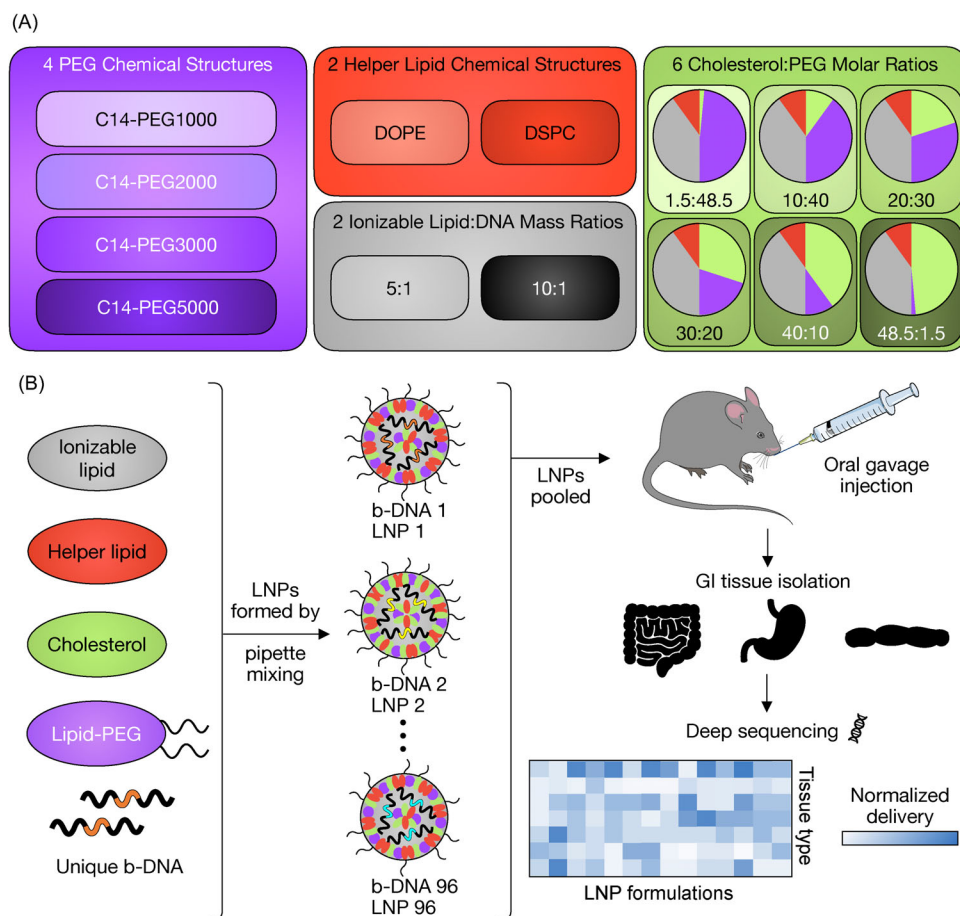 (A)
4 PEG Chemical Structures
C14-PEG1000
C14-PEG2000
C14-PEG3000
C14-PEG5000
2 Helper Lipid Chemical Structures
DOPE
DSPC
2 Ionizable Lipid:DNA Mass Ratios
5:1
10:1
6 Cholesterol:PEG Molar Ratios
1.5:48.5
10:40
20:30
30:20
40:10
48.5:1.5
(B)
Ionizable
lipid
Helper lipid
Cholesterol
Lipid-PEG
Unique b-DNA
LNPs
formed by
pipette
mixing
b-DNA 1
LNP 1
b-DNA 2
LNP 2
b-DNA 96
LNP 96
LNPs
pooled
Oral gavage
injection
GI tissue isolation
Deep sequencing
Tissue type
LNP formulations
Normalized
delivery